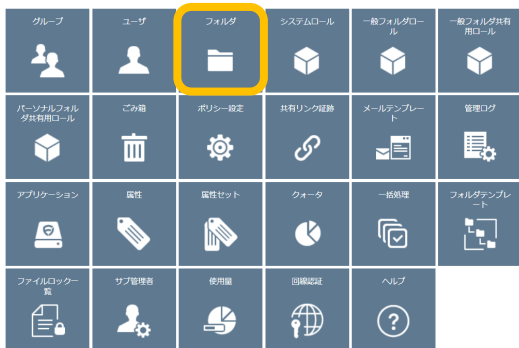 グループ
ユーザ
フォルダ
システムロール
一般フォルダロー
ル
一般フォルダ共有
用ロール
パーソナルフォル
ダ共有用ロール
ごみ箱
ポリシー設定
共有リンク証跡
メールテンプレー
ト
管理ログ
アプリケーション
属性
属性セット
クォータ
一括処理
フォルダテンプレ
ート
ファイルロック一
覧
サブ管理者
使用量
回線認証
ヘルプ